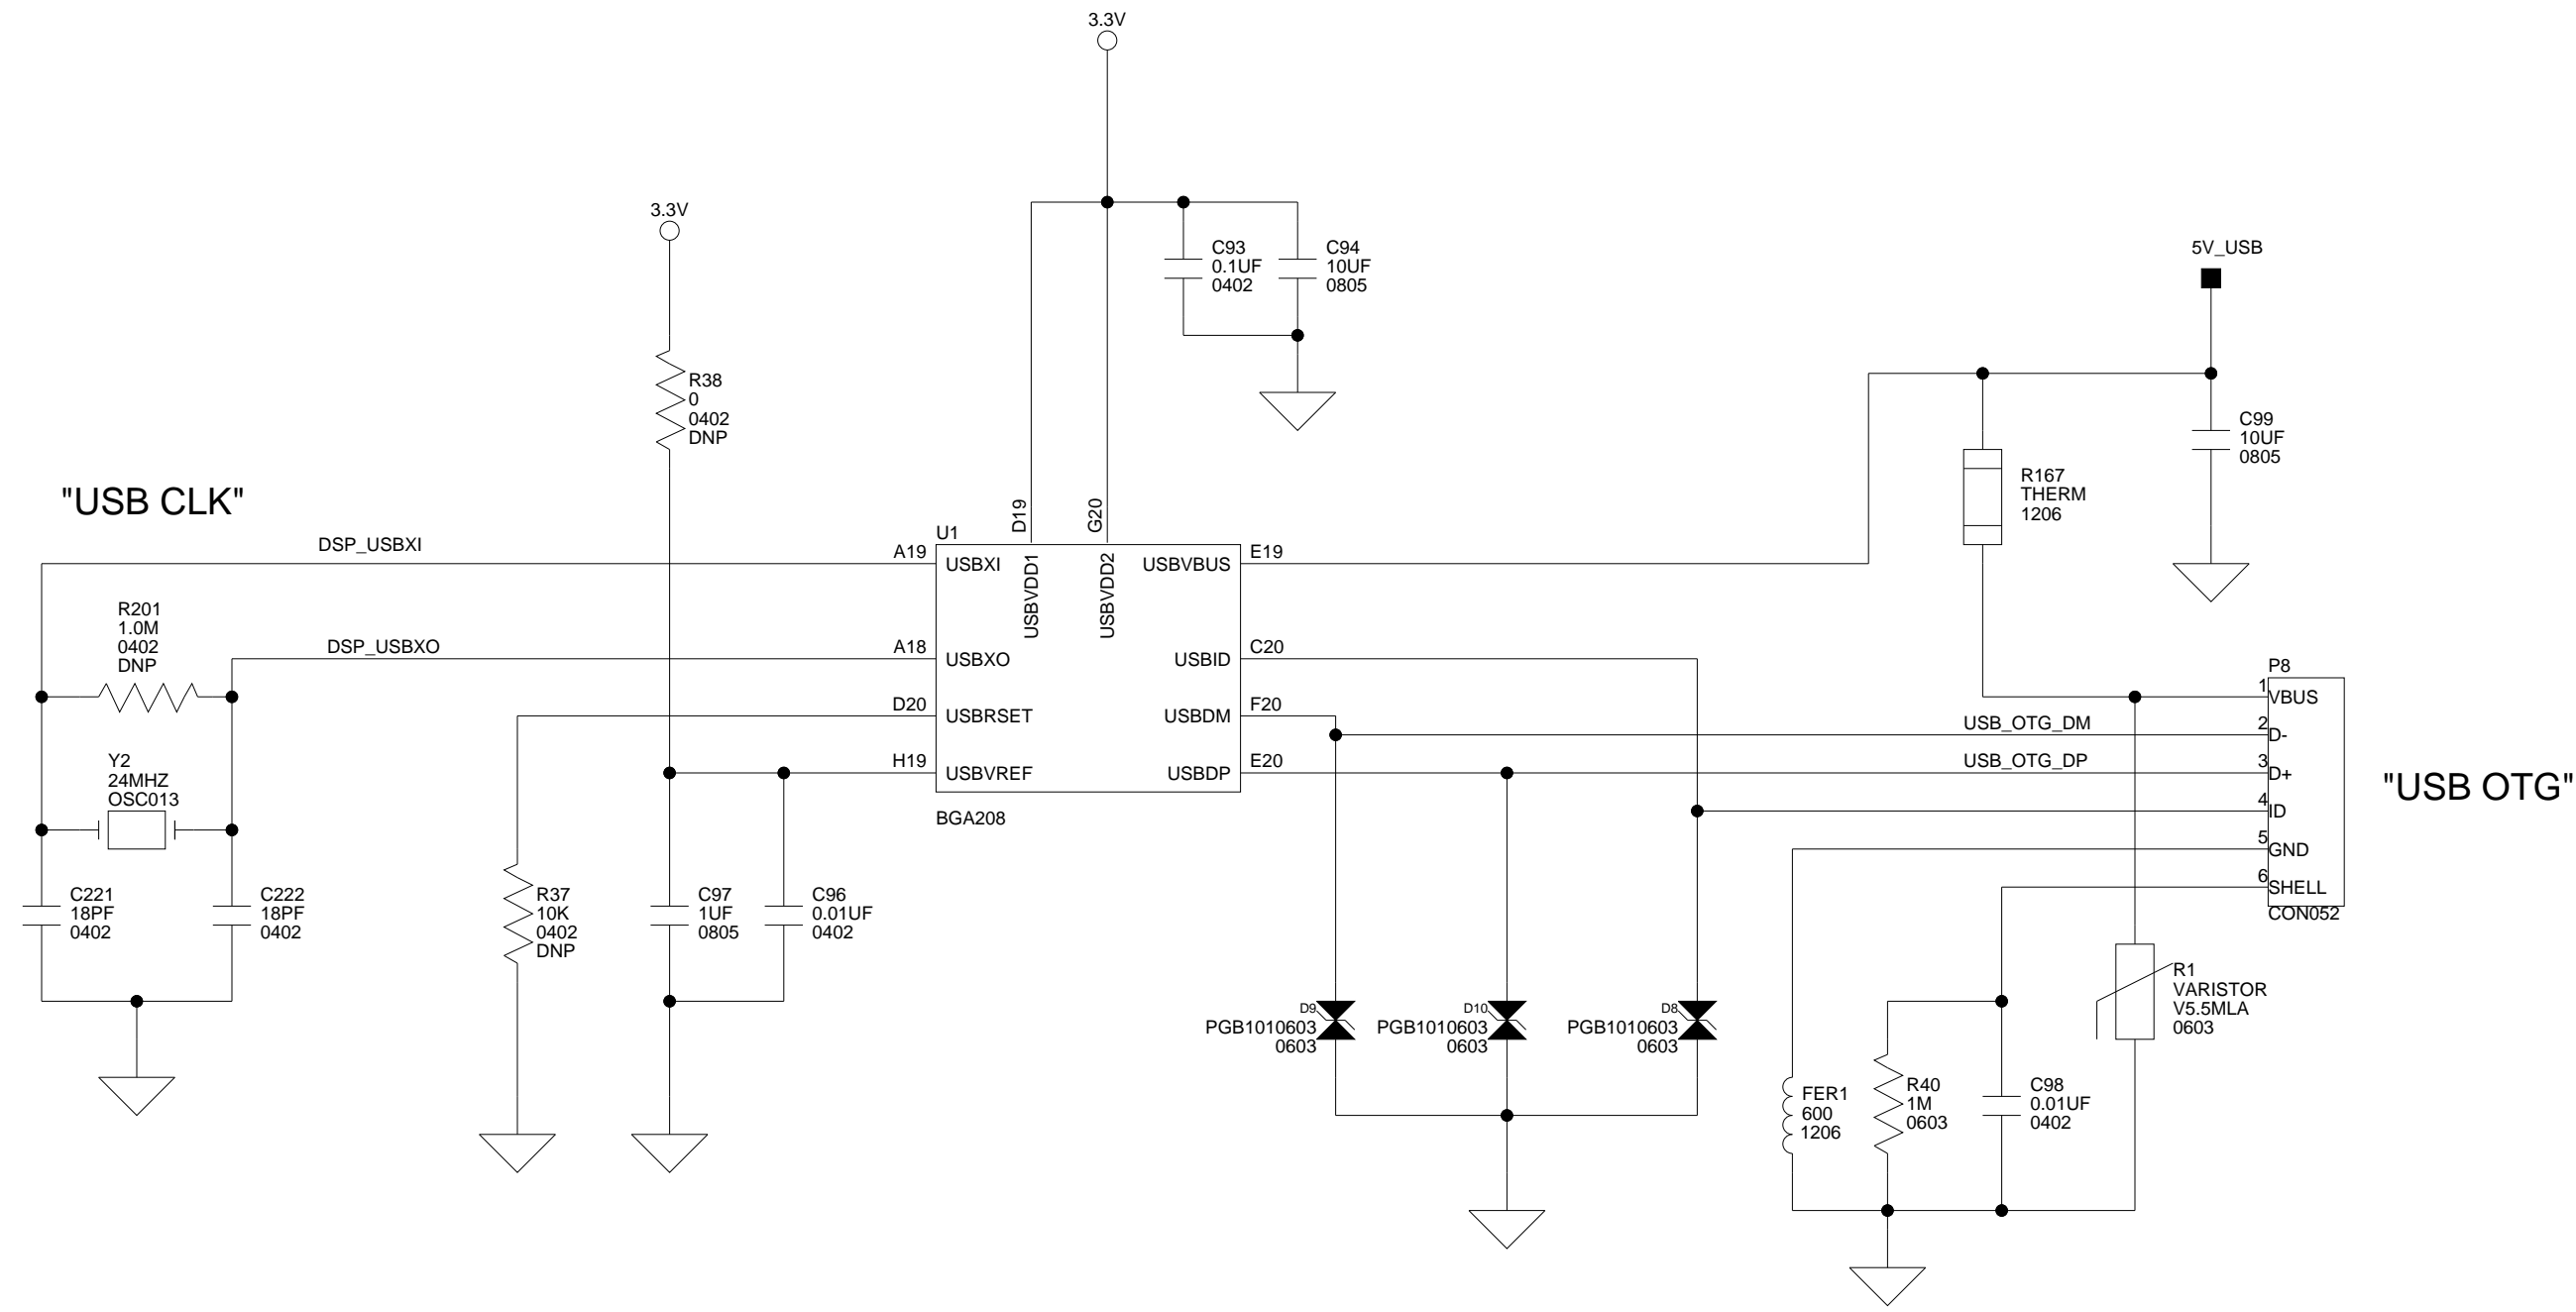 3.3V
3.3V
C93
0.1UF
0402
C94
10UF
0805
5V_USB
R38
0
0402
DNP
C99
10UF
0805
R167
THERM
1206
"USB CLK"
DSP_USBXI
DSP_USBXO
R201
1.0M
0402
DNP
Y2
24MHZ
OSC013
C221
18PF
0402
C222
18PF
0402
R37
10K
0402
DNP
C97
1UF
0805
C96
0.01UF
0402
U1
D19
G20
A19
USBXI
USBVDD1
USBVDD2
USBVBUS
E19
A18
USBXO
USBID
C20
D20
USBRSET
USBDM
F20
H19
USBVREF
USBDP
E20
BGA208
USB_OTG_DM
USB_OTG_DP
P8
1
VBUS
2
D-
3
D+
4
ID
5
GND
6
SHELL
CON052
"USB OTG"
D9
PGB1010603
0603
D10
PGB1010603
0603
D8
PGB1010603
0603
R1
VARISTOR
V5.5MLA
0603
FER1
600
1206
R40
1M
0603
C98
0.01UF
0402